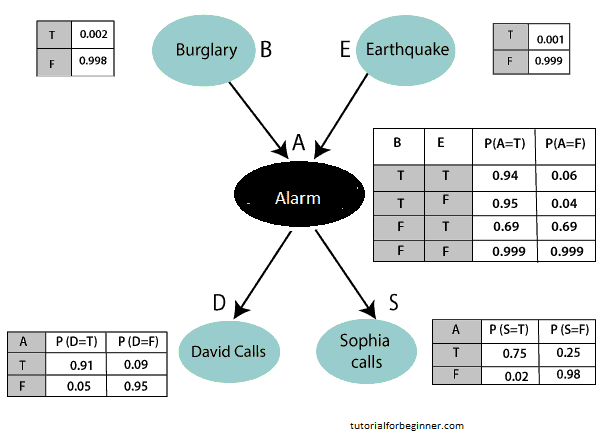 T 0.002
F 0.998
Burglary B
E Earthquake
T 0.001
F 0.999
A
Alarm
B E P(A=T) P(A=F)
T T 0.94 0.06
T F 0.95 0.04
F T 0.69 0.69
F F 0.999 0.999
D
David Calls
S
Sophia
calls
A P (D=T) P (D=F)
T 0.91 0.09
F 0.05 0.95
A P (S=T) P (S=F)
T 0.75 0.25
F 0.02 0.98
tutorialforbeginner.com